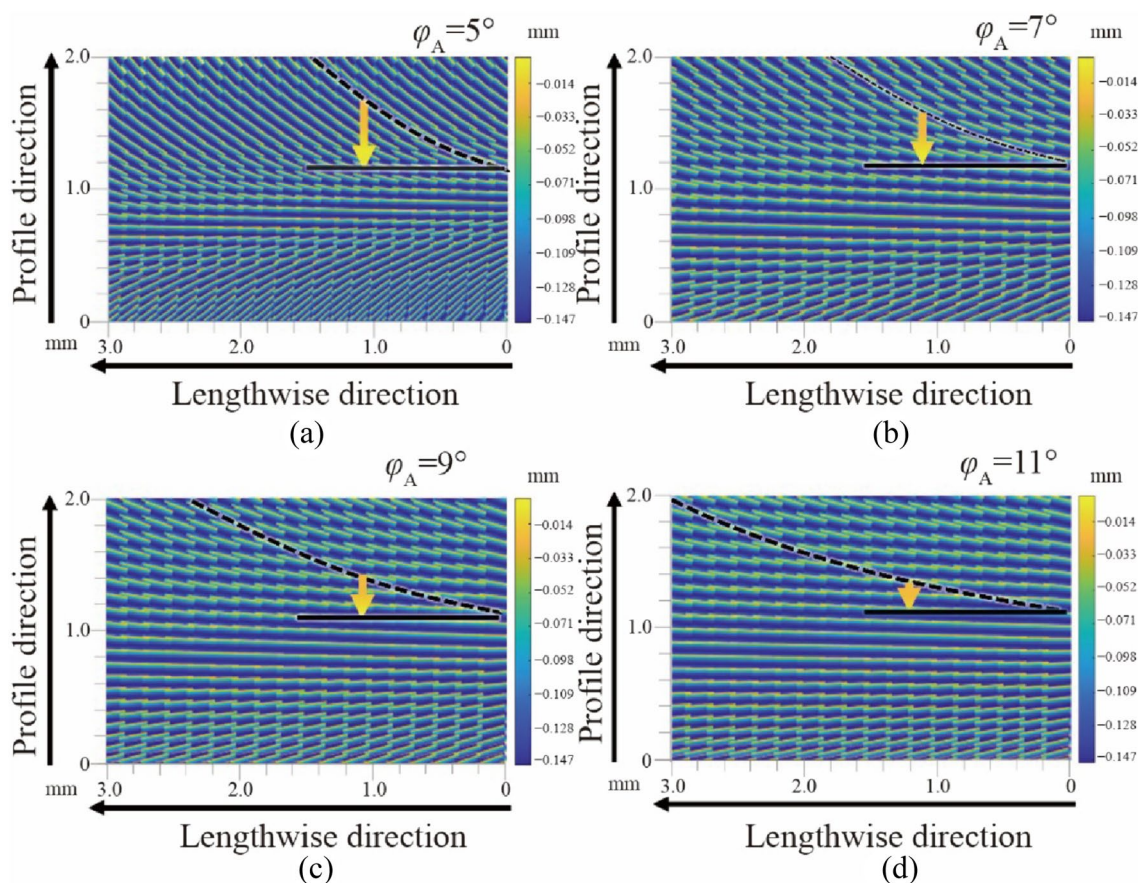 φA=5°
mm
2.0
1.0
0
Profile direction
−0.014
−0.033
−0.052
−0.071
−0.098
−0.109
−0.128
−0.147
mm
3.0 2.0 1.0 0
Lengthwise direction
(a)
φA=7°
mm
2.0
1.0
0
Profile direction
−0.014
−0.033
−0.052
−0.071
−0.098
−0.109
−0.128
−0.147
mm
3.0 2.0 1.0 0
Lengthwise direction
(b)
φA=9°
mm
2.0
1.0
0
Profile direction
−0.014
−0.033
−0.052
−0.071
−0.098
−0.109
−0.128
−0.147
mm
3.0 2.0 1.0 0
Lengthwise direction
(c)
φA=11°
mm
2.0
1.0
0
Profile direction
−0.014
−0.033
−0.052
−0.071
−0.098
−0.109
−0.128
−0.147
mm
3.0 2.0 1.0 0
Lengthwise direction
(d)